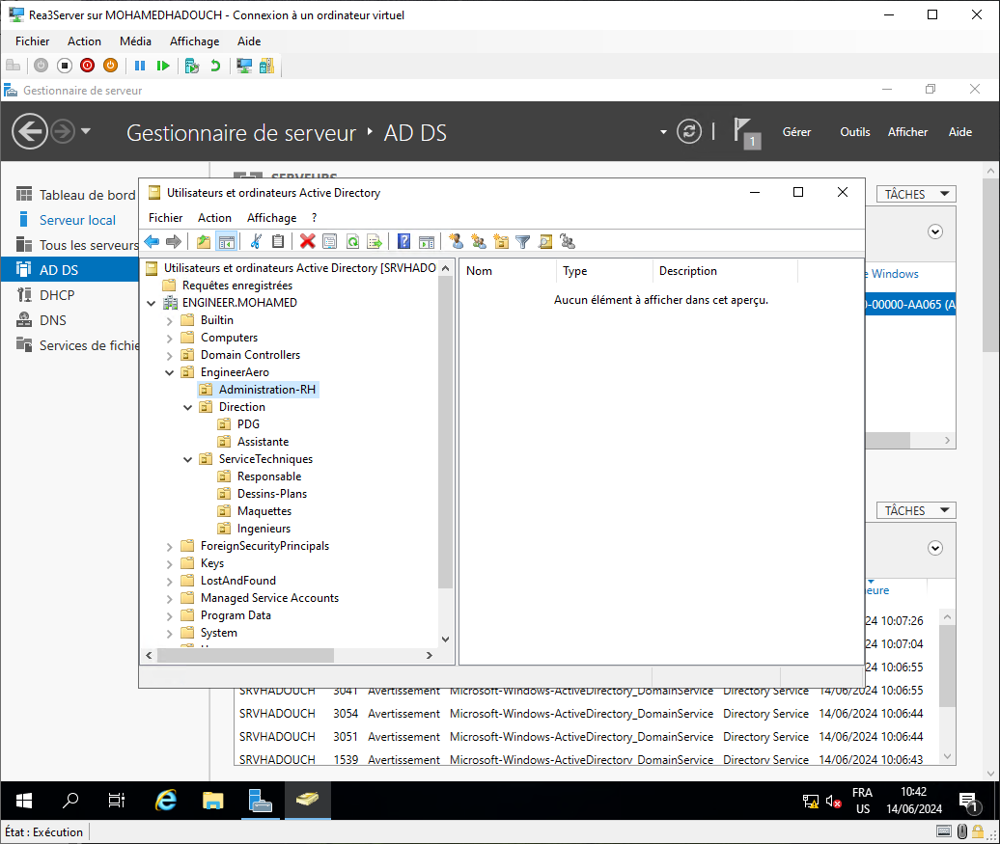 Rea3Server sur MOHAMEDHADOUCH - Connexion à un ordinateur virtuel
Fichier Action Média Affichage Aide
Gestionnaire de serveur
Gestionnaire de serveur AD DS
1 Gérer Outils Afficher Aide
SERVEURS
Tableau de bord
Serveur local
Tous les serveurs
AD DS
DHCP
DNS
Services de fichie
TÂCHES
Utilisateurs et ordinateurs Active Directory
Fichier Action Affichage ?
Utilisateurs et ordinateurs Active Directory [SRVHADO
Requêtes enregistrées
ENGINEER.MOHAMED
Builtin
Computers
Domain Controllers
EngineerAero
Administration-RH
Direction
PDG
Assistante
ServiceTechniques
Responsable
Dessins-Plans
Maquettes
Ingenieurs
ForeignSecurityPrincipals
Keys
LostAndFound
Managed Service Accounts
Program Data
System
Nom Type Description
Aucun élément à afficher dans cet aperçu.
e Windows
0-00000-AA065 (A
TÂCHES
eure
24 10:07:26
24 10:07:04
24 10:06:55
SRVHADOUCH 3041 Avertissement Microsoft-Windows-ActiveDirectory_DomainService Directory Service 14/06/2024 10:06:55
SRVHADOUCH 3054 Avertissement Microsoft-Windows-ActiveDirectory_DomainService Directory Service 14/06/2024 10:06:44
SRVHADOUCH 3051 Avertissement Microsoft-Windows-ActiveDirectory_DomainService Directory Service 14/06/2024 10:06:44
SRVHADOUCH 1539 Avertissement Microsoft-Windows-ActiveDirectory_DomainService Directory Service 14/06/2024 10:06:43
FRA
US
10:42
14/06/2024
1
État : Exécution